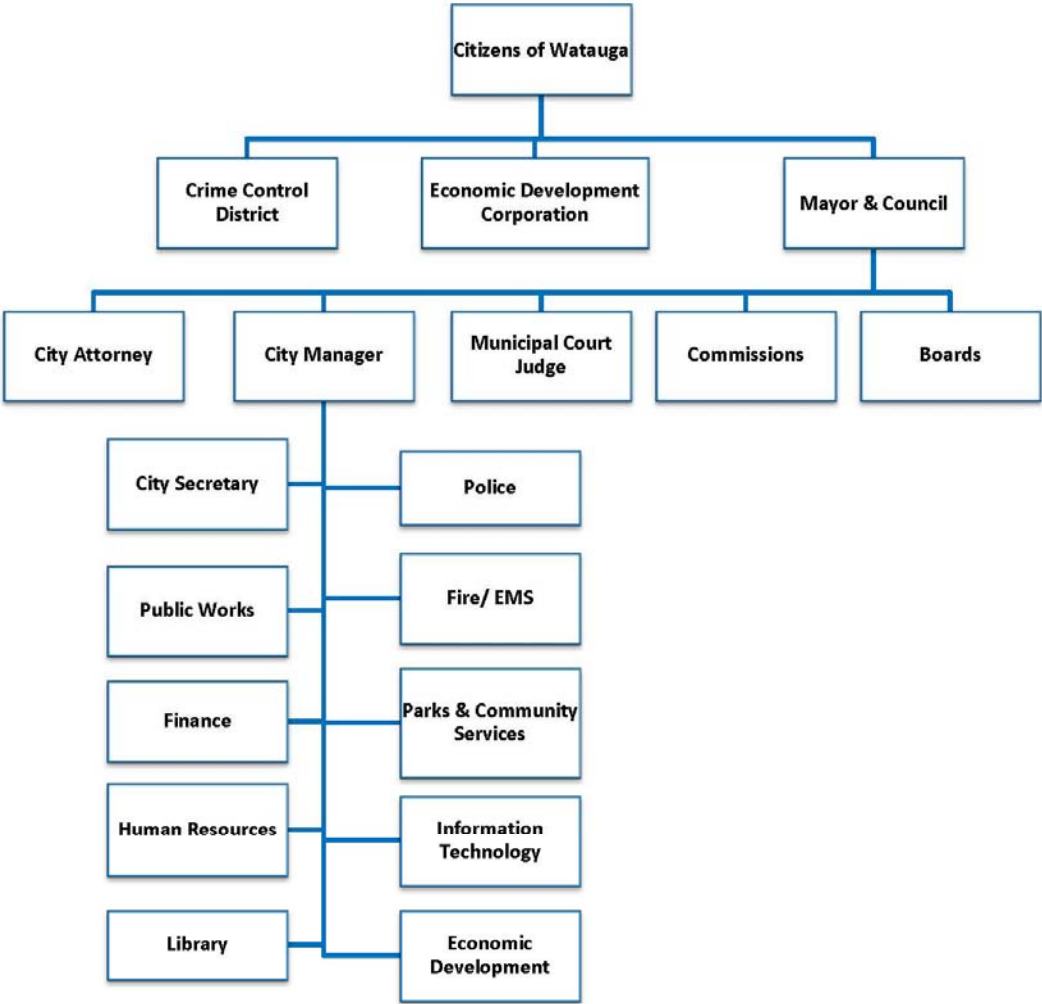 Citizens of Watauga
Crime Control
District
Economic Development
Corporation
Mayor & Council
City Attorney
City Manager
Municipal Court
Judge
Commissions
Boards
City Secretary
Police
Public Works
Fire/ EMS
Finance
Parks & Community
Services
Human Resources
Information
Technology
Library
Economic
Development